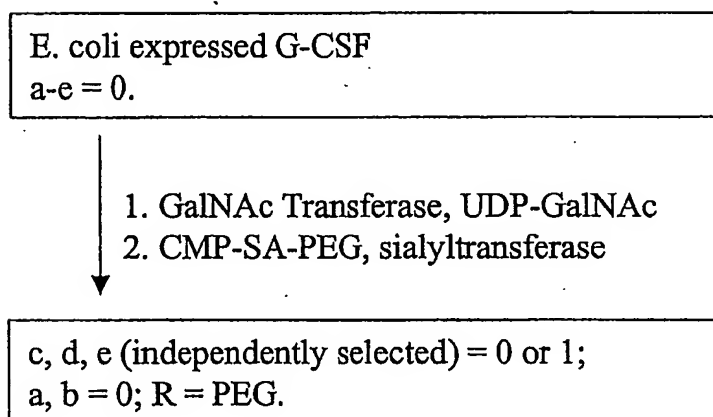 E. coli expressed G-CSF
a-e = 0.
1. GalNAc Transferase, UDP-GalNAc
2. CMP-SA-PEG, sialyltransferase
c, d, e (independently selected) = 0 or 1;
a, b = 0; R = PEG.